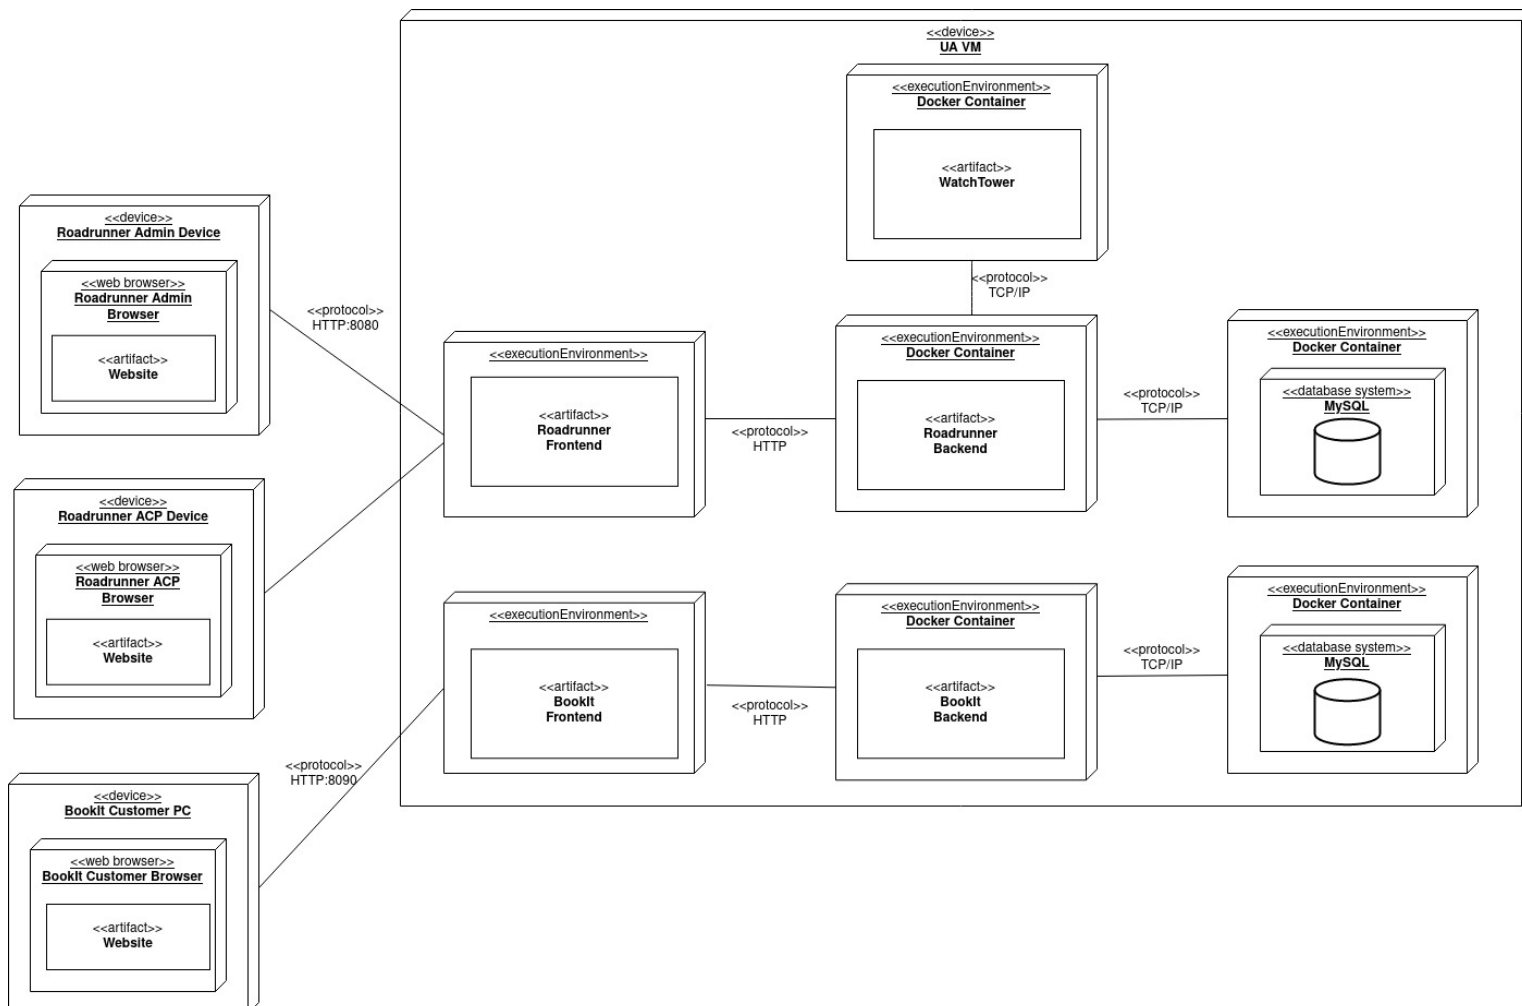 <<device>>
UA VM
<<executionEnvironment>>
Docker Container
<<artifact>>
WatchTower
<<protocol>>
TCP/IP
<<device>>
Roadrunner Admin Device
<<web browser>>
Roadrunner Admin
Browser
<<artifact>>
Website
<<protocol>>
HTTP:8080
<<executionEnvironment>>
<<artifact>>
Roadrunner
Frontend
<<protocol>>
HTTP
<<executionEnvironment>>
Docker Container
<<artifact>>
Roadrunner
Backend
<<protocol>>
TCP/IP
<<executionEnvironment>>
Docker Container
<<database system>>
MySQL
<<device>>
Roadrunner ACP Device
<<web browser>>
Roadrunner ACP
Browser
<<artifact>>
Website
<<executionEnvironment>>
<<artifact>>
BookIt
Frontend
<<protocol>>
HTTP
<<executionEnvironment>>
Docker Container
<<artifact>>
BookIt
Backend
<<protocol>>
TCP/IP
<<executionEnvironment>>
Docker Container
<<database system>>
MySQL
<<protocol>>
HTTP:8090
<<device>>
BookIt Customer PC
<<web browser>>
BookIt Customer Browser
<<artifact>>
Website